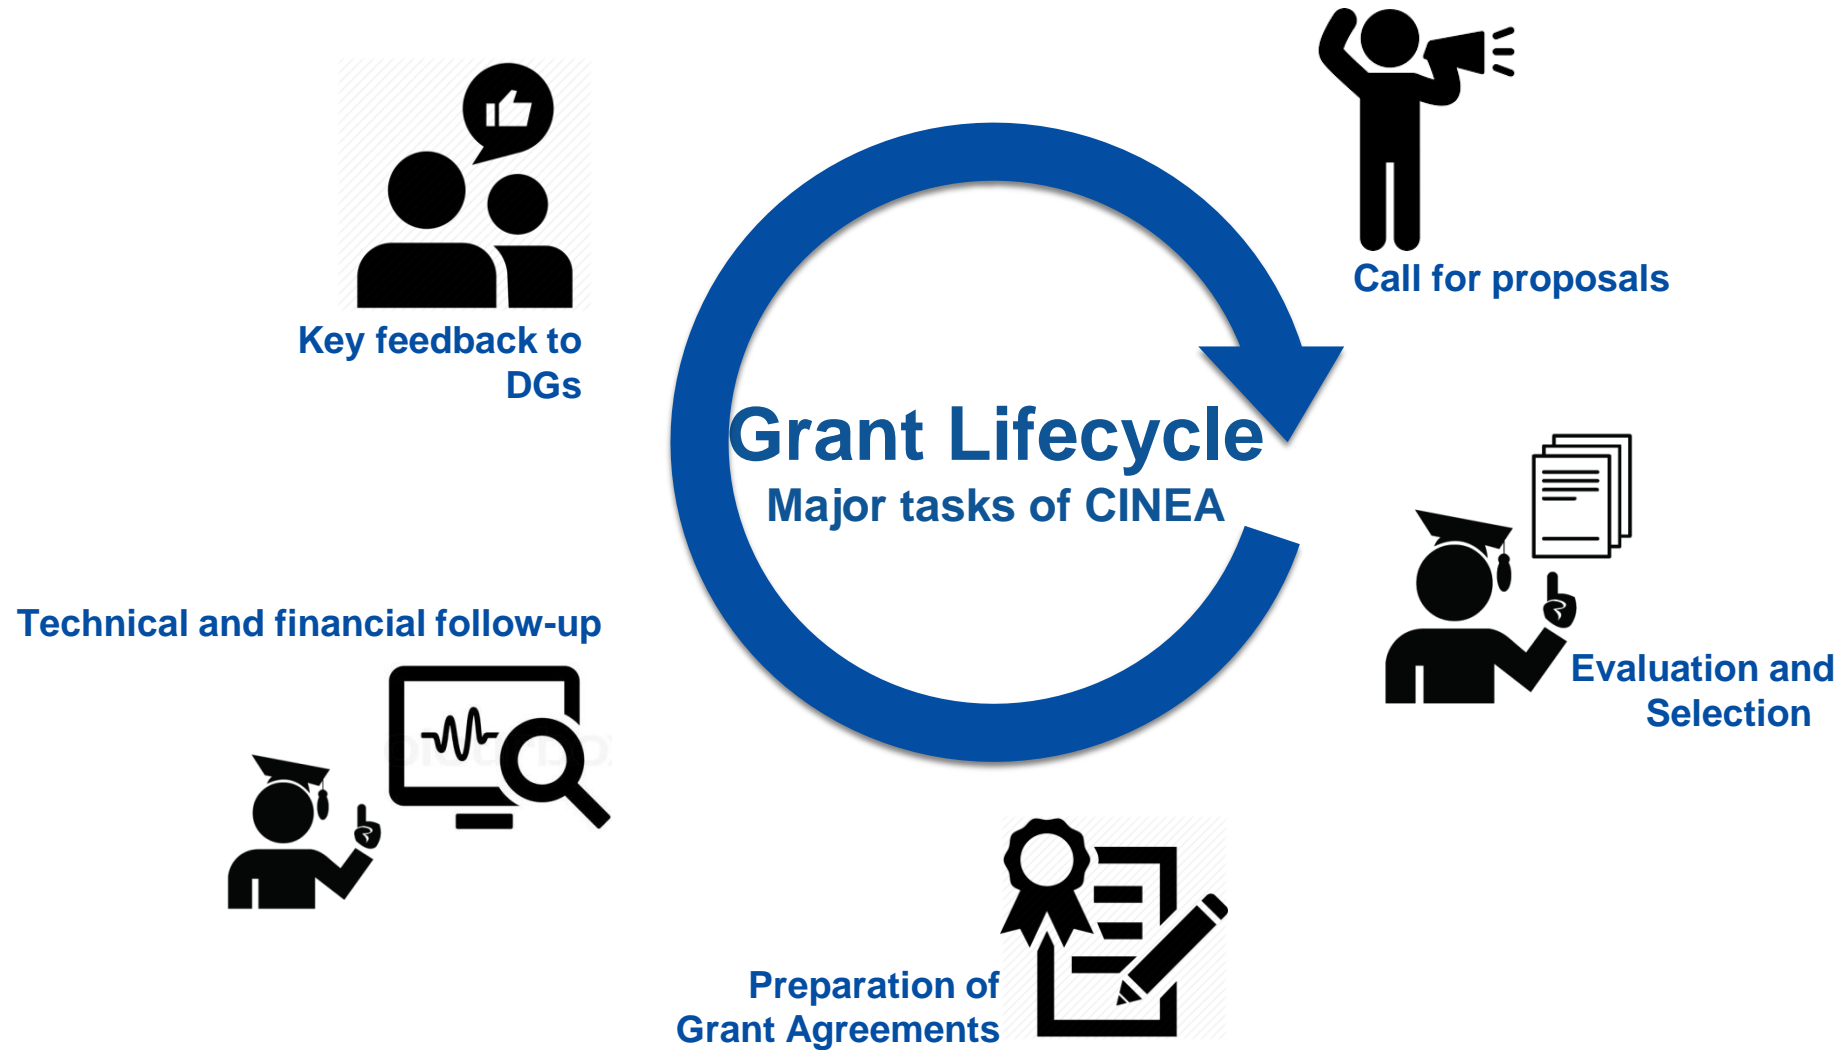 Call for proposals
Key feedback to
DGs
Grant Lifecycle
Major tasks of CINEA
Technical and financial follow-up
Evaluation and
Selection
Preparation of
Grant Agreements